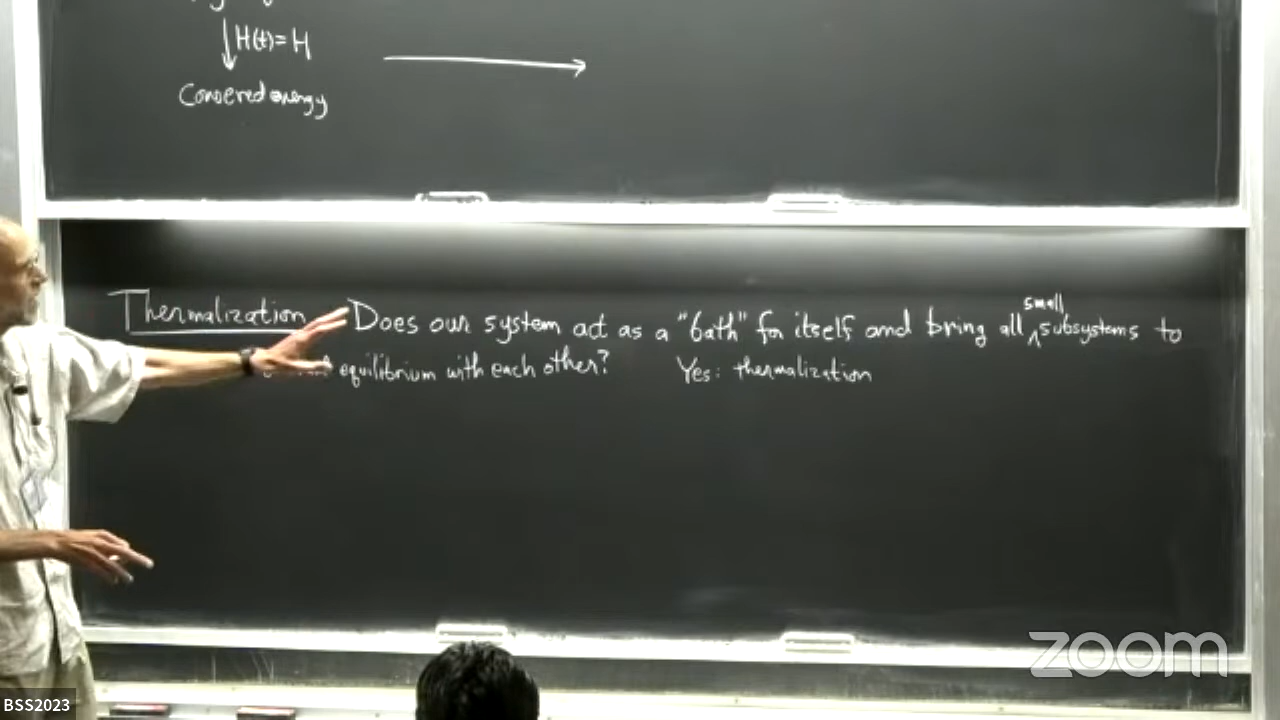 H(t)=H
Conserved energy
Thermalization Does our system act as a "bath" for itself and bring all small subsystems to
equilibrium with each other? Yes: thermalization
zoom
BSS2023